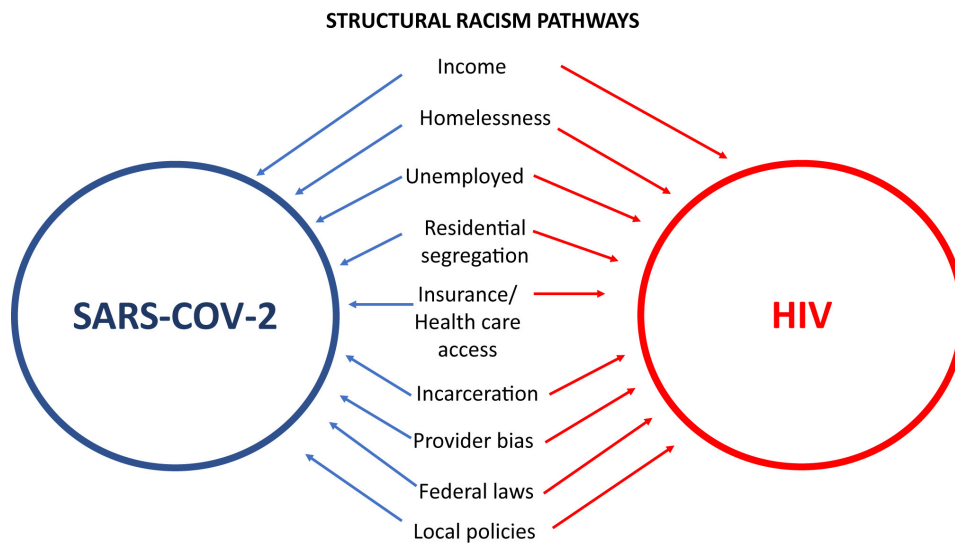 STRUCTURAL RACISM PATHWAYS
Income
Homelessness
Unemployed
Residential
segregation
Insurance/
Health care
access
SARS-COV-2
HIV
Incarceration
Provider bias
Federal laws
Local policies